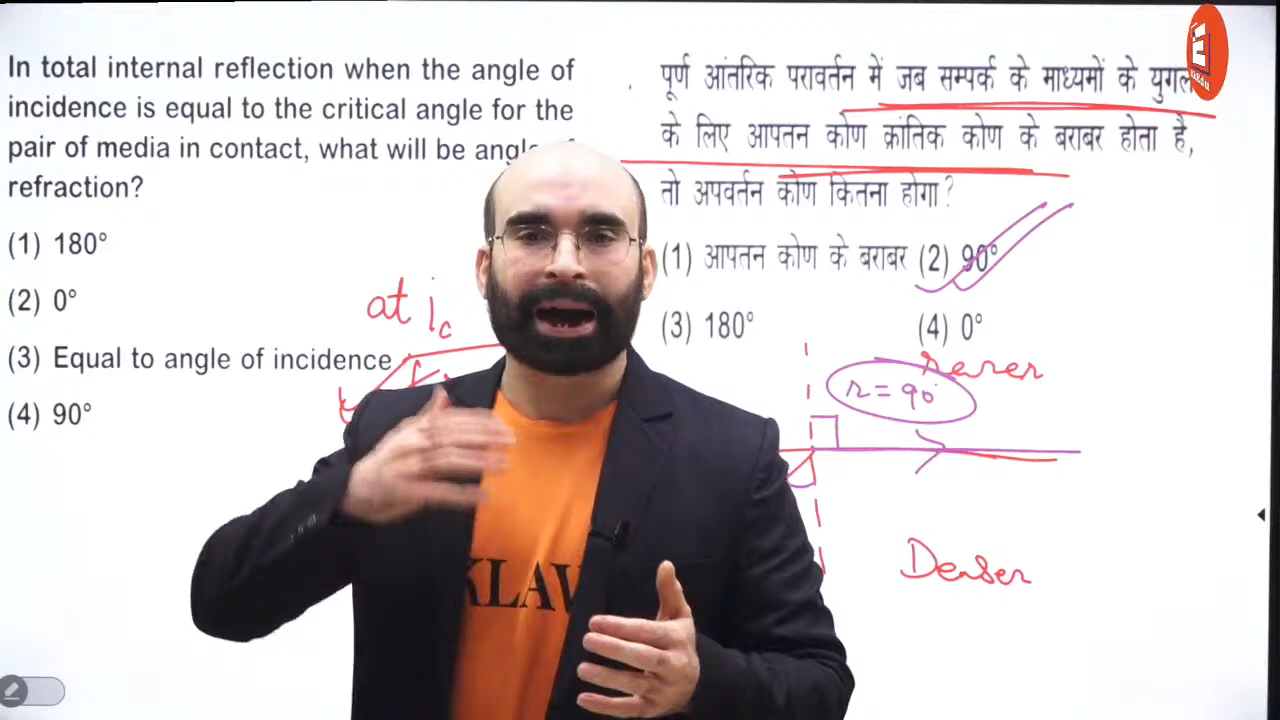 In total internal reflection when the angle of
incidence is equal to the critical angle for the
pair of media in contact, what will be angle
refraction?
(1) 180°
(2) 0°
(3) Equal to angle of incidence
(4) 90°
पूर्ण आंतरिक परावर्तन में जब सम्पर्क के माध्यमों के युगल
के लिए आपतन कोण क्रांतिक कोण के बराबर होता है,
तो अपवर्तन कोण कितना होगा?
(1) आपतन कोण के बराबर (2) 90°
(3) 180° (4) 0°
at ic
rarer
r = 90°
Denser
KLAV